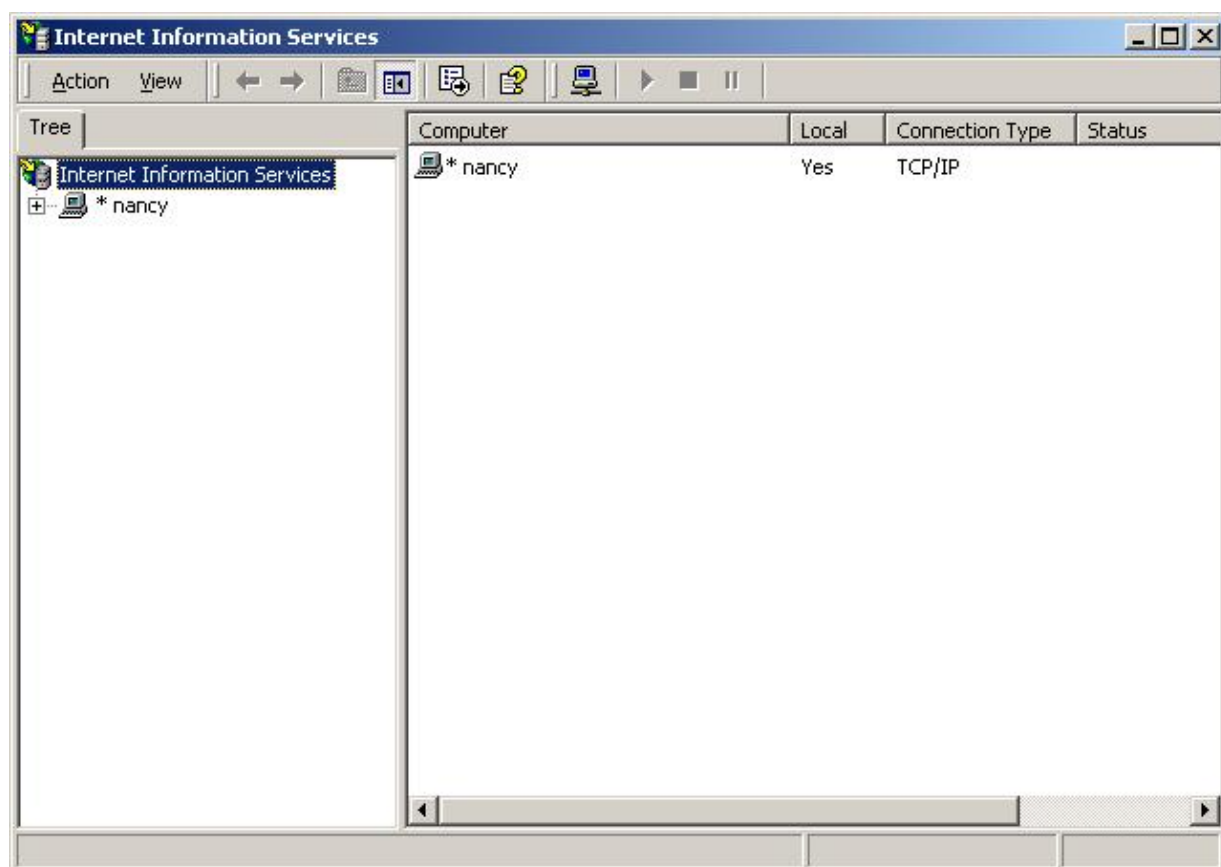 Internet Information Services
Action View
Tree
Computer Local Connection Type Status
Internet Information Services
* nancy
* nancy Yes TCP/IP